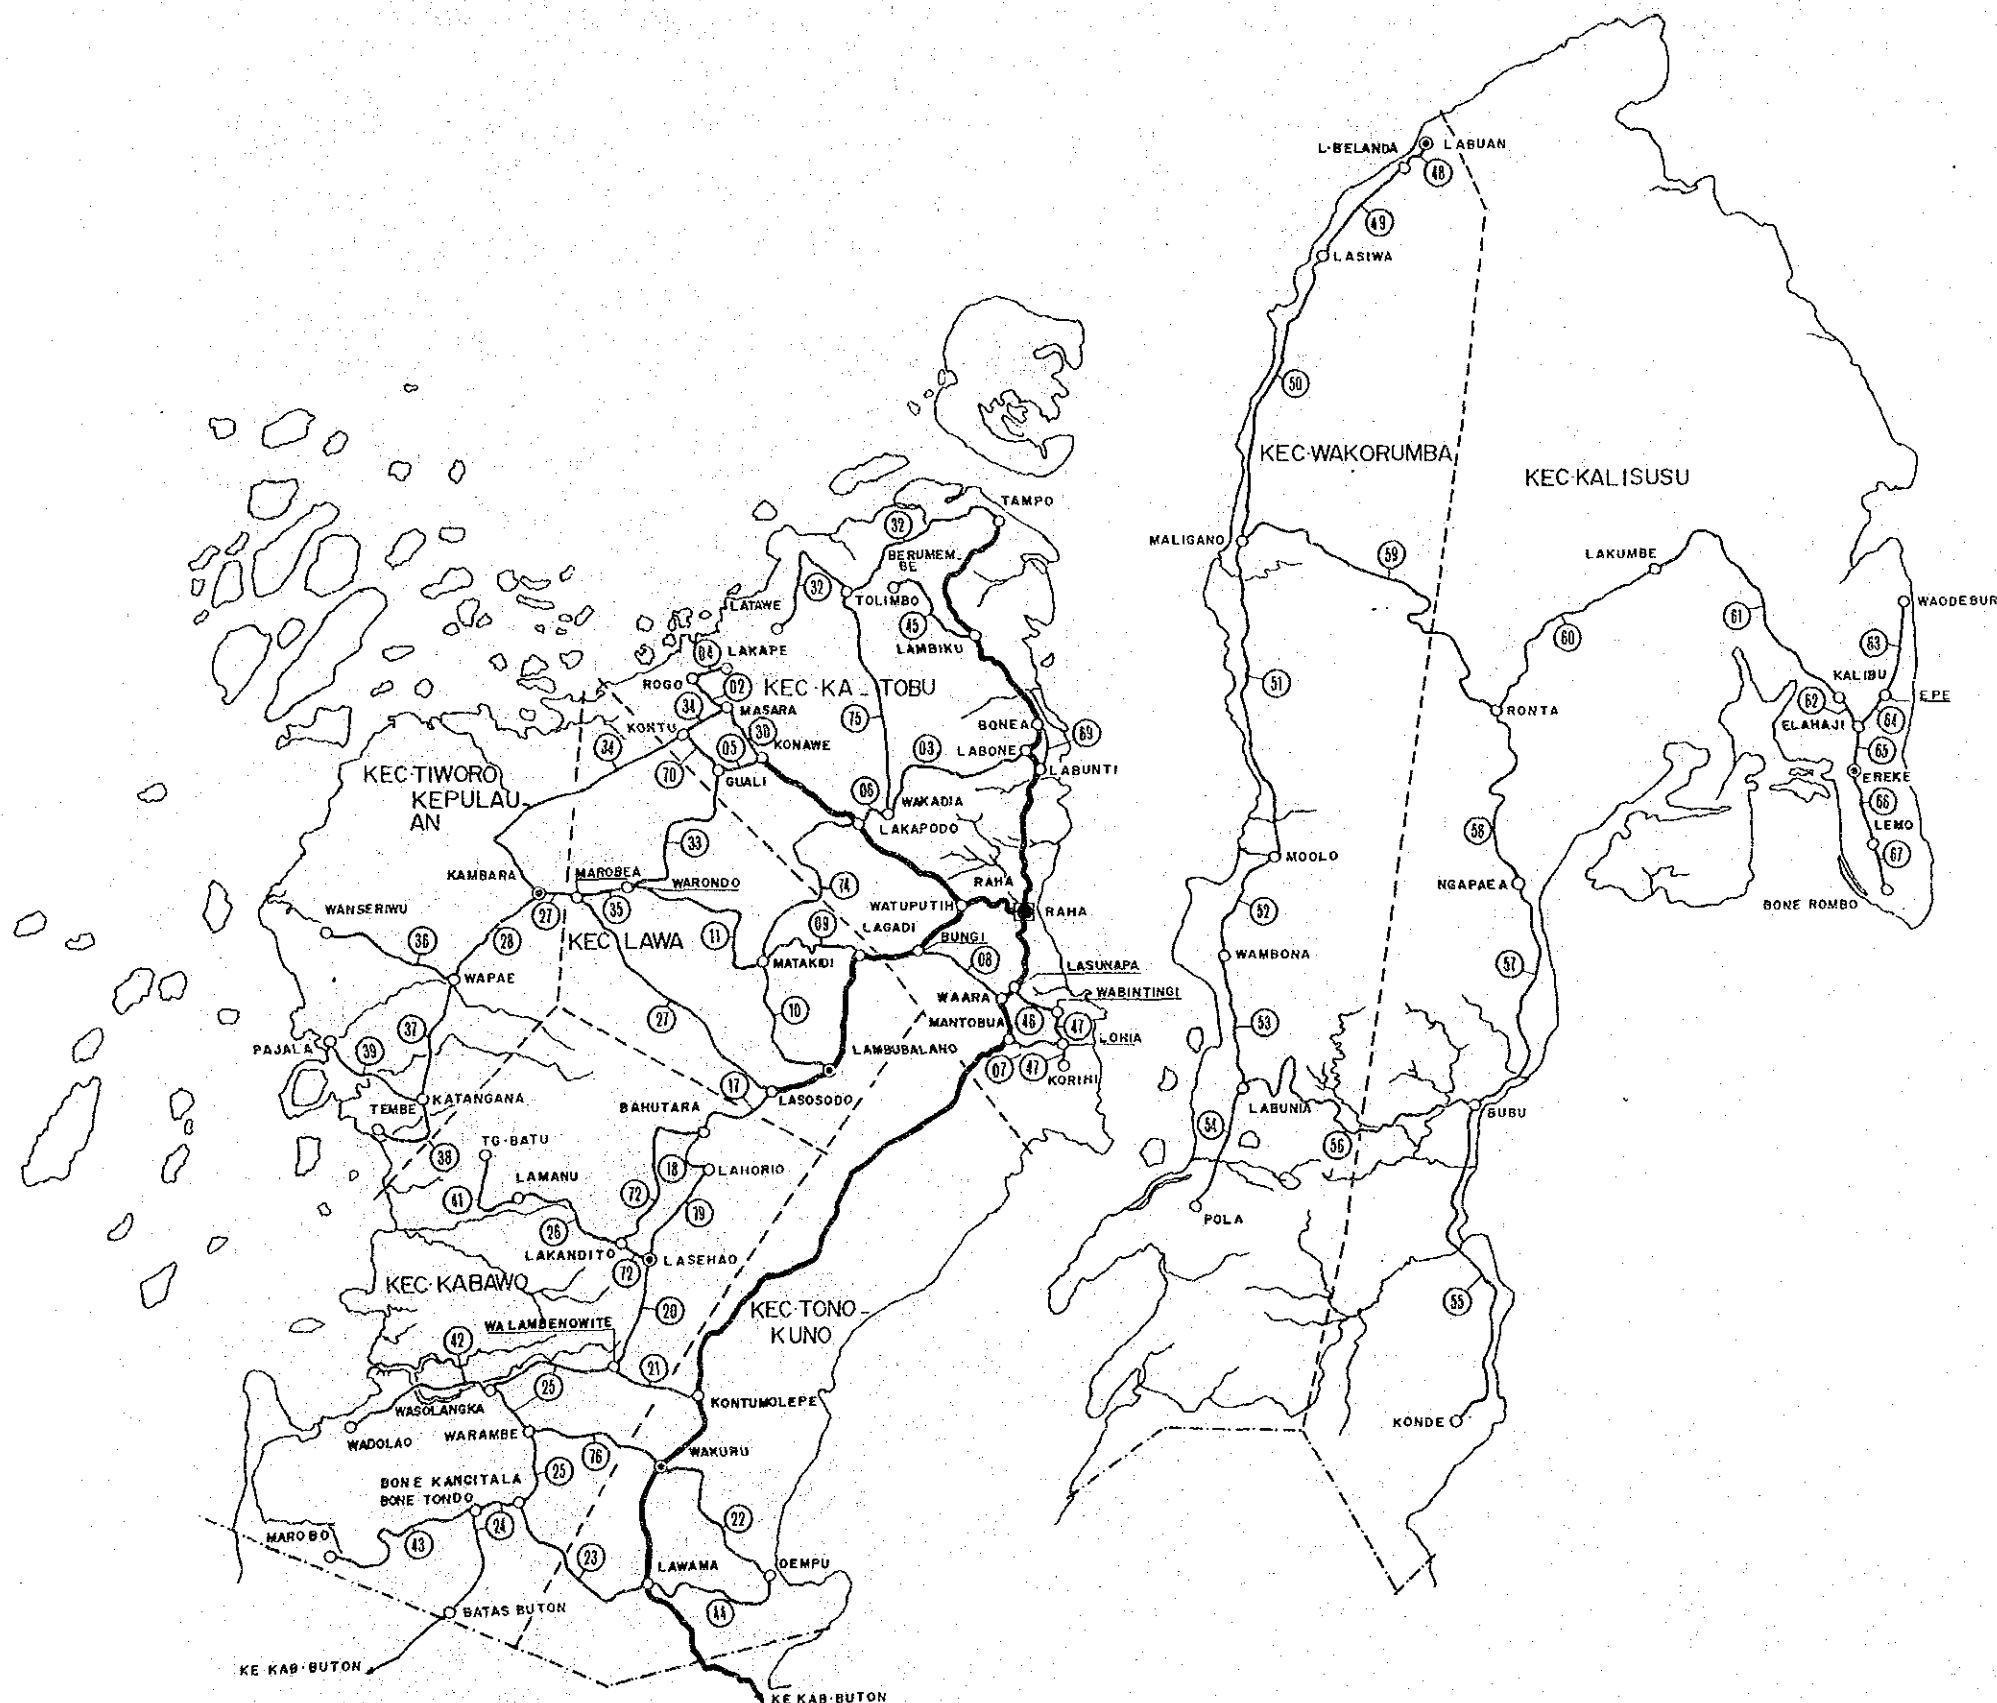 L·BELANDA
LABUAN
48
49
LASIWA
50
KEC·WAKORUMBA
KEC·KALISUSU
TAMPO
32
BERUMEM-
BE
MALIGANO
59
LAKUMBE
32
LATAWE
TOLIMBO
45
LAMBIKU
61
WAODEBUR
60
63
04
LAKAPE
ROGO
02
KEC·KA_TOBU
51
KALIBU
EPE
62
64
ELAHAJI
34
MASARA
75
BONEA
RONTA
KONTU
30
KONAWE
69
34
05
03
LABONE
65
KEC·TIWORO
KEPULAU-
AN
70
GUALI
LABUNTI
EREKE
06
WAKADIA
66
LAKAPODO
58
LEMO
33
MOOLO
67
KAMBARA
MAROBEA
WARONDO
74
RAHA
NGAPAEA
WANSERIWU
27
35
WATUPUTIH
RAHA
52
BONE ROMBO
09
LAGADI
36
28
KEC LAWA
11
BUNGI
WAMBONA
MATAKIDI
08
LASUNAPA
57
WAPAE
WAARA
WABINTINGI
27
10
MANTOBUA
46
47
53
37
LOHIA
PAJALA
39
LAMBUBALANO
07
47
KORIHI
17
LASOSODO
KATANGANA
TEMBE
BAHUTARA
LABUNIA
BUBU
TG·BATU
54
38
56
LAMANU
18
LAHORIO
41
72
79
POLA
26
LAKANDITO
72
LASEHAO
KEC·KABAWO
20
KEC·TONO-
KUNO
55
WALAMBENOWITE
42
21
25
KONTUMOLEPE
WASOLANGKA
KONDE
WADOLAO
WARAMBE
WAKURU
76
BONE KANCITALA
25
BONE TONDO
24
22
MAROBO
43
23
LAWAMA
DEMPU
BATAS BUTON
44
KE KAB·BUTON
KE KAB·BUTON